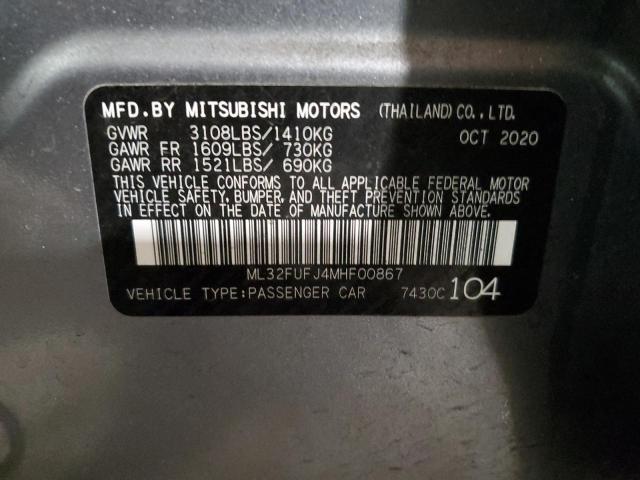 MFD.BY MITSUBISHI MOTORS (THAILAND) CO., LTD.
GVWR 3108LBS/1410KG OCT 2020
GAWR FR 1609LBS/ 730KG
GAWR RR 1521LBS/ 690KG
THIS VEHICLE CONFORMS TO ALL APPLICABLE FEDERAL MOTOR
VEHICLE SAFETY, BUMPER, AND THEFT PREVENTION STANDARDS
IN EFFECT ON THE DATE OF MANUFACTURE SHOWN ABOVE.
ML32FUFJ4MHF00867
VEHICLE TYPE:PASSENGER CAR 7430C 104